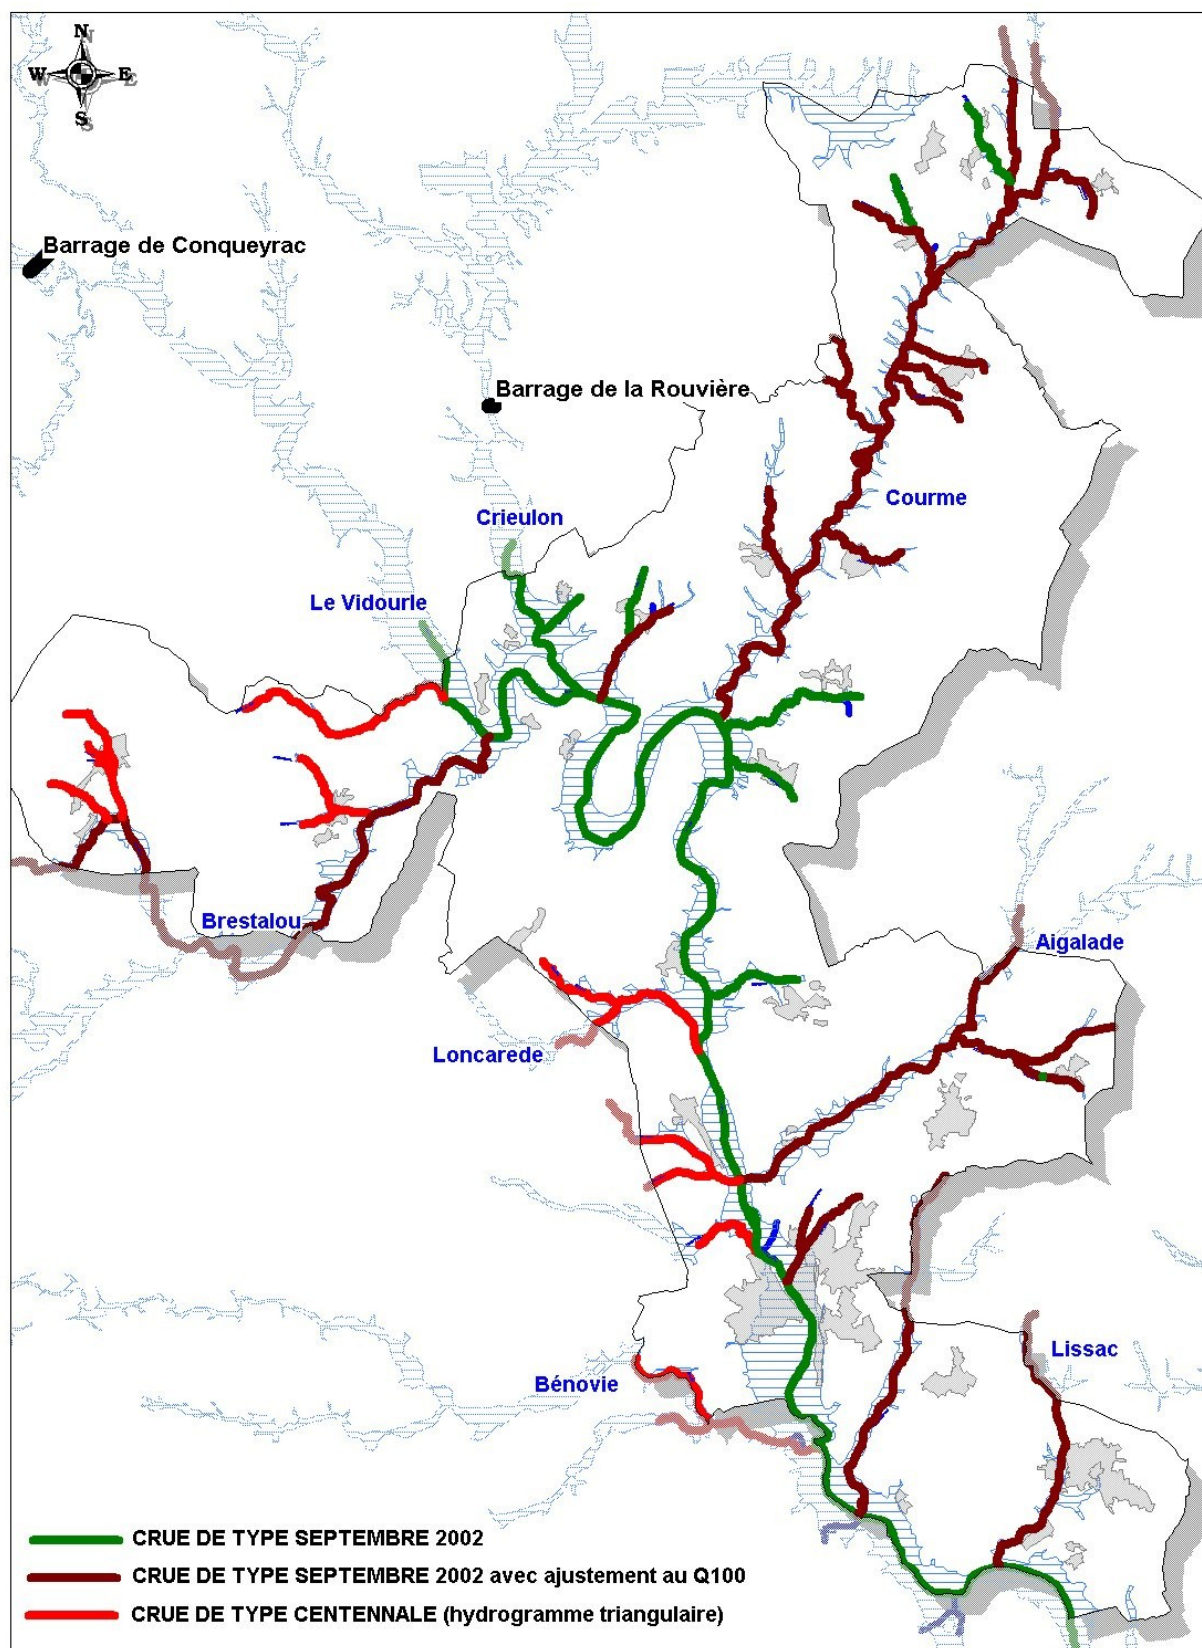 N
W E
S
Barrage de Conqueyrac
Barrage de la Rouvière
Courme
Crieulon
Le Vidourle
Brestalou
Aigalade
Loncarede
Lissac
Bénovie
CRUE DE TYPE SEPTEMBRE 2002
CRUE DE TYPE SEPTEMBRE 2002 avec ajustement au Q100
CRUE DE TYPE CENTENNALE (hydrogramme triangulaire)